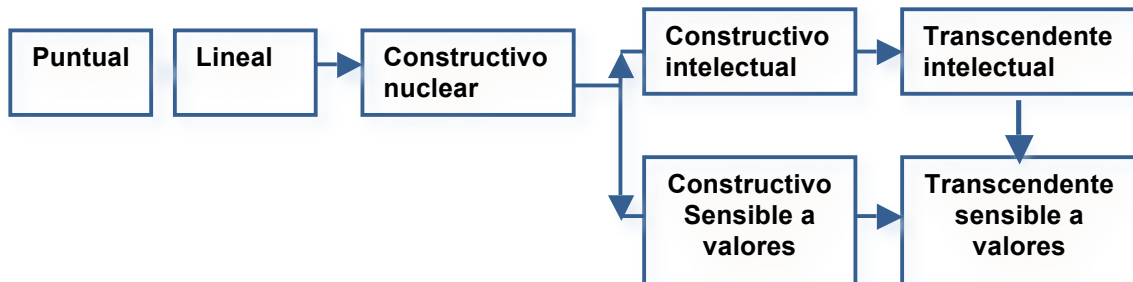 Puntual
Lineal
Constructivo
nuclear
Constructivo
intelectual
Transcendente
intelectual
Constructivo
Sensible a
valores
Transcendente
sensible a
valores